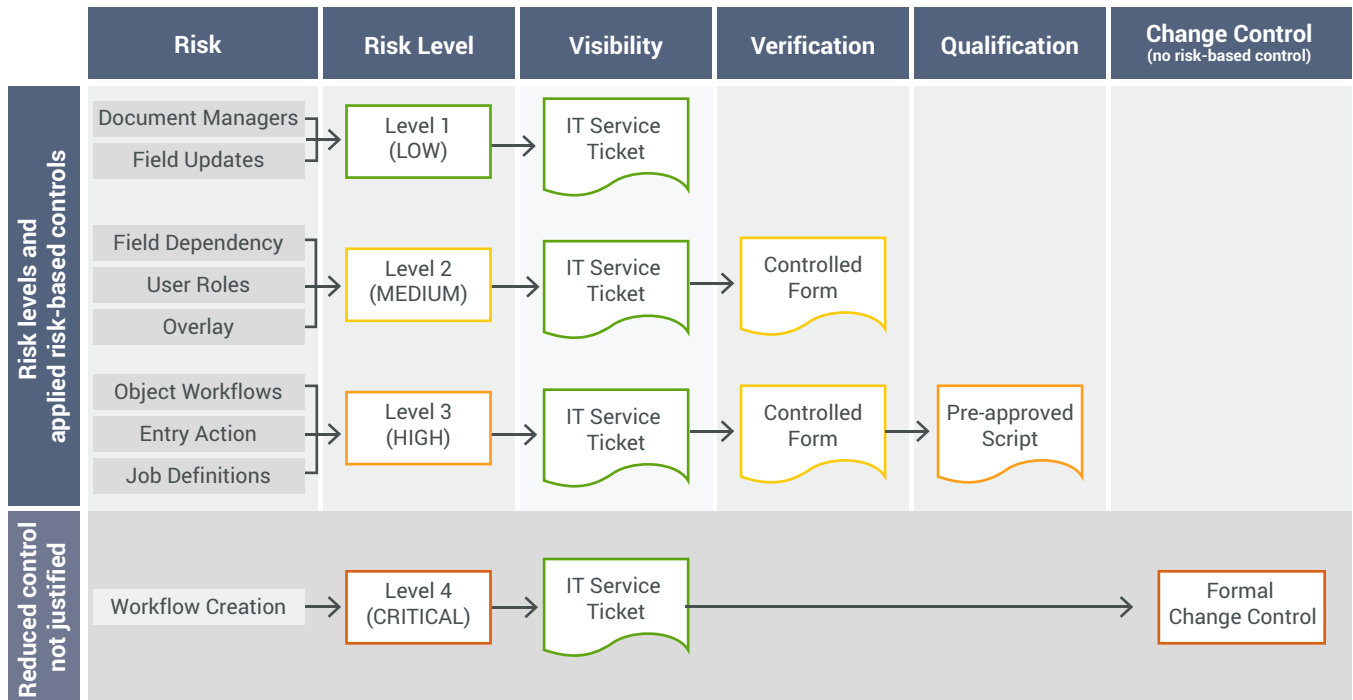 Risk
Risk Level
Visibility
Verification
Qualification
Change Control
(no risk-based control)
Risk levels and
applied risk-based controls
Document Managers
Field Updates
Level 1
(LOW)
IT Service
Ticket
Field Dependency
User Roles
Overlay
Level 2
(MEDIUM)
IT Service
Ticket
Controlled
Form
Object Workflows
Entry Action
Job Definitions
Level 3
(HIGH)
IT Service
Ticket
Controlled
Form
Pre-approved
Script
Reduced control
not justified
Workflow Creation
Level 4
(CRITICAL)
IT Service
Ticket
Formal
Change Control